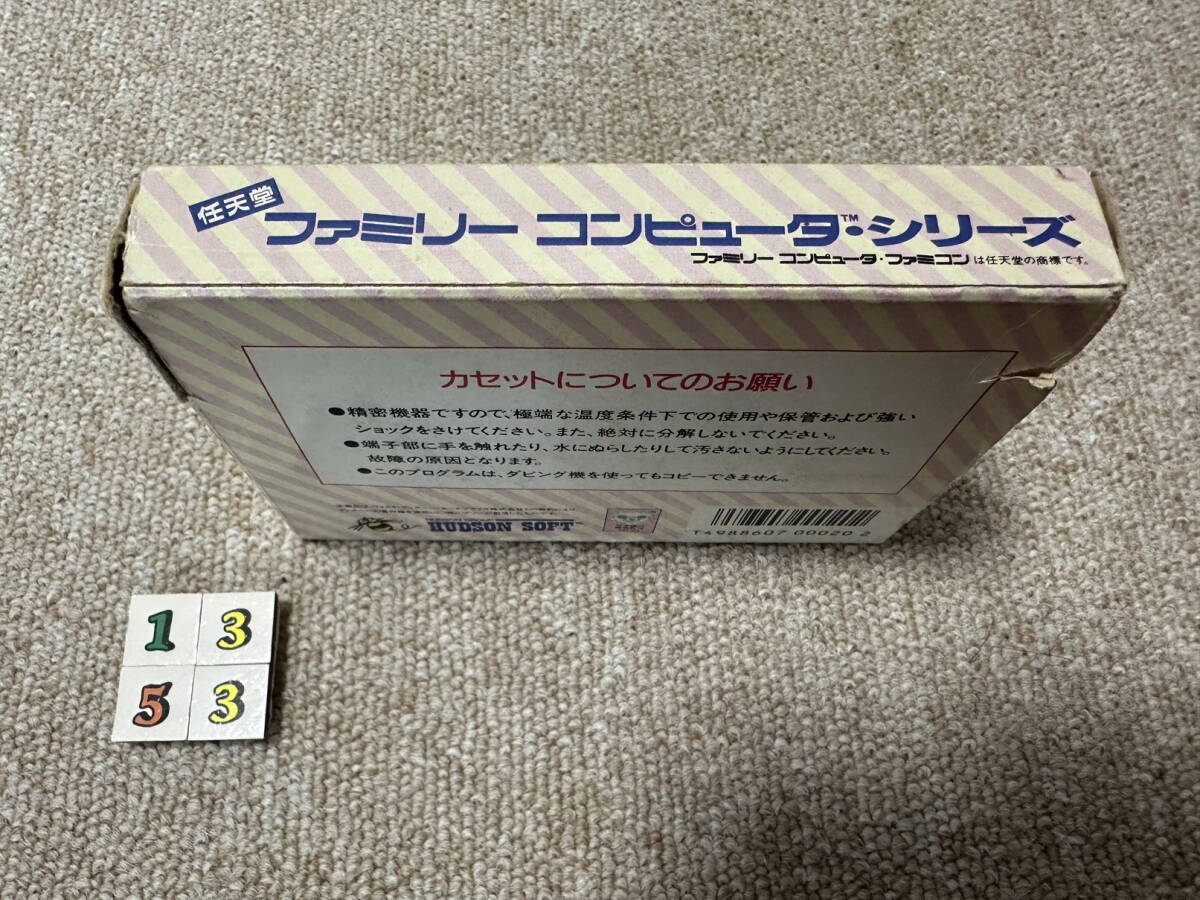 任天堂
ファミリー コンピュータ™・シリーズ
ファミリー コンピュータ・ファミコンは任天堂の商標です。
カセットについてのお願い
●精密機器ですので、極端な温度条件下での使用や保管および強い
ショックをさけてください。また、絶対に分解しないでください。
●端子部に手を触れたり、水にぬらしたりして汚さないようにしてください。
故障の原因となります。
●このプログラムは、ダビング機を使ってもコピーできません。
HUDSON SOFT
T4988607 00020 2
1 3
5 3